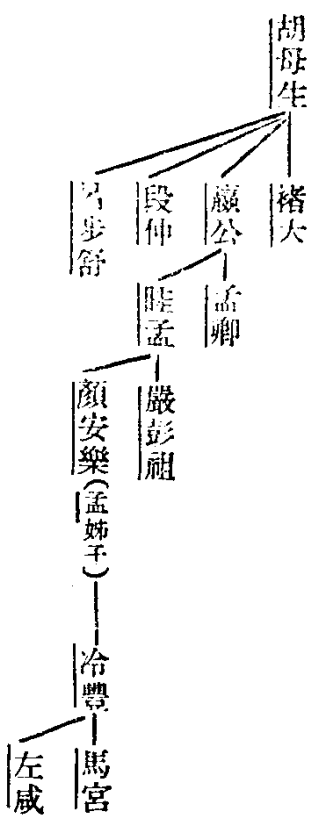 胡母生
褚大
嬴公
段仲
呂步舒
孟卿
眭孟
嚴彭祖
顏安樂(孟姊子)
冷豐
馬宮
左咸